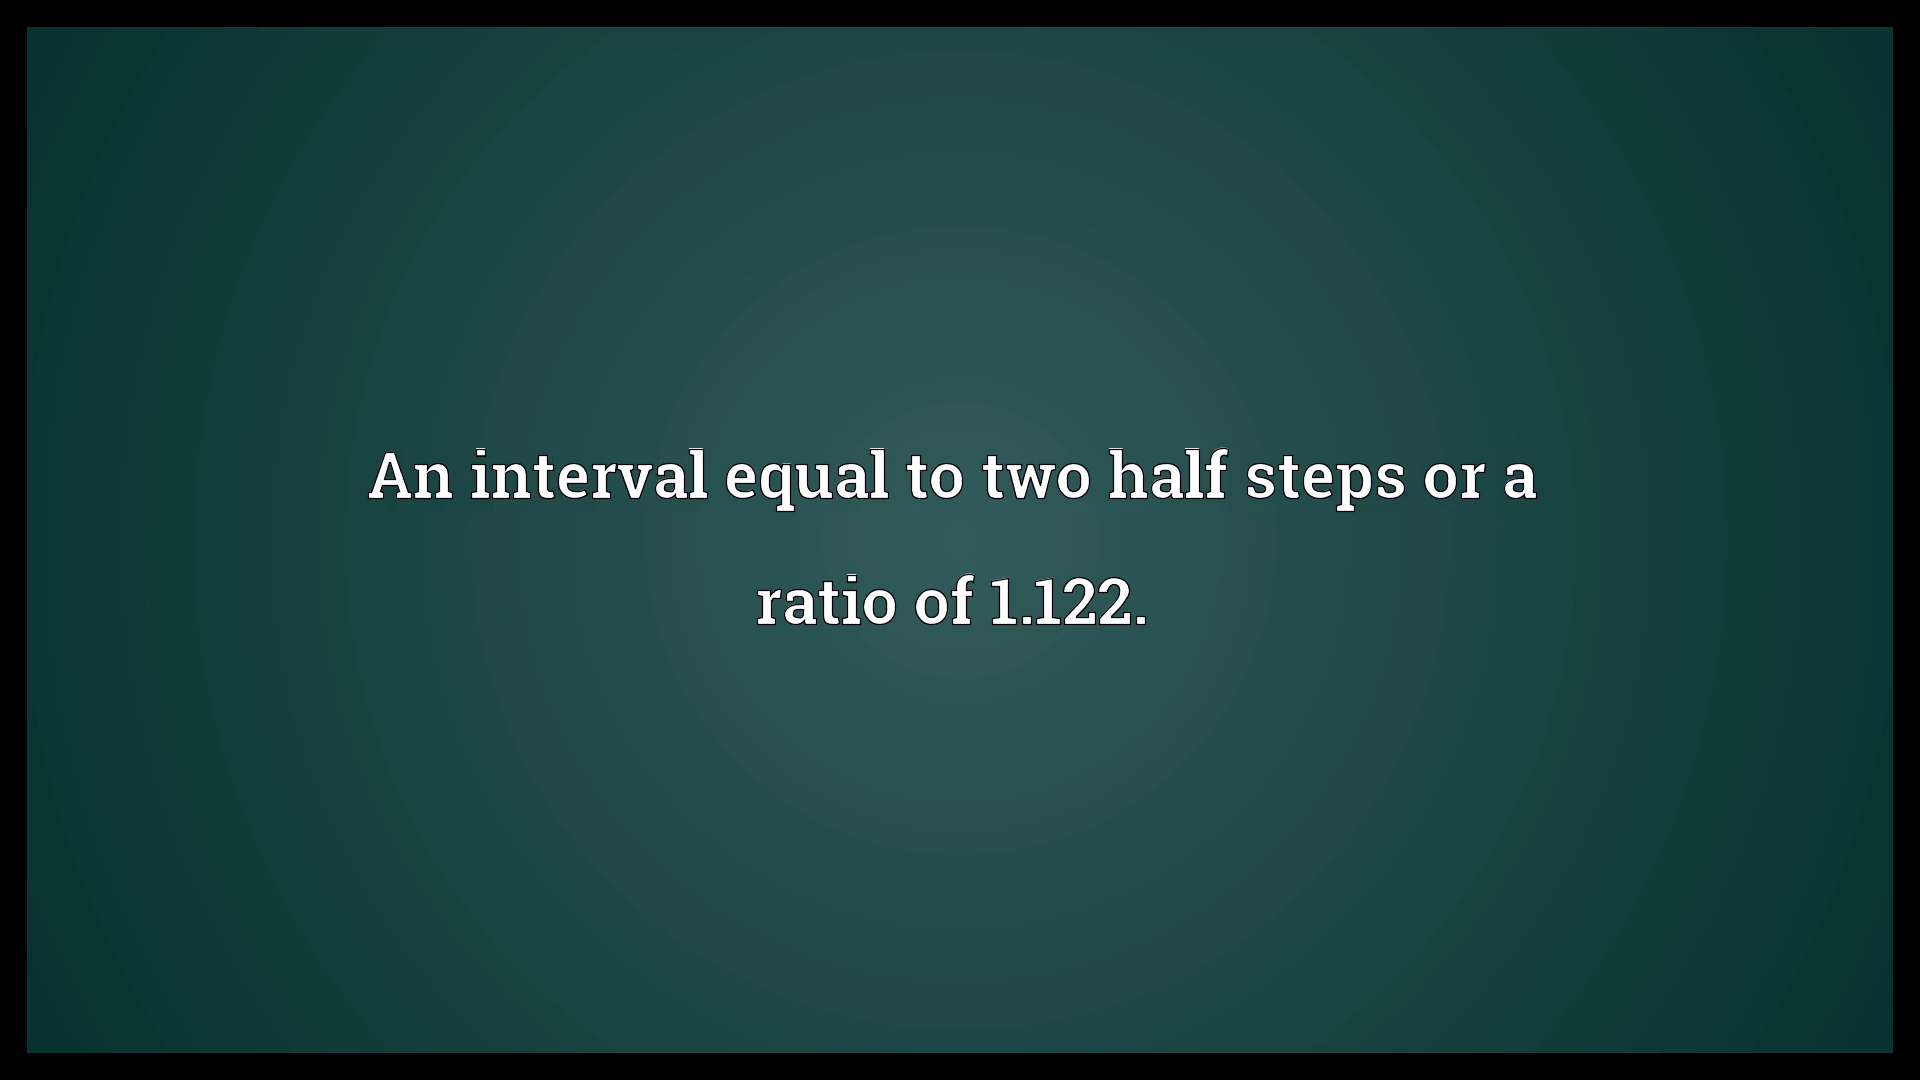 An interval equal to two half steps or a
ratio of 1.122.